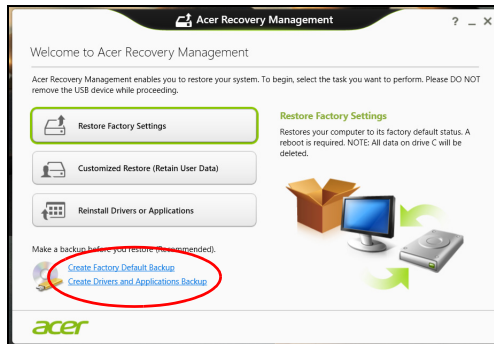 Acer Recovery Management
? _ X
Welcome to Acer Recovery Management
Acer Recovery Management enables you to restore your system. To begin, select the task you want to perform. Please DO NOT
remove the USB device while proceeding.
Restore Factory Settings
Customized Restore (Retain User Data)
Reinstall Drivers or Applications
Restore Factory Settings
Restores your computer to its factory default status. A
reboot is required. NOTE: All data on drive C will be
deleted.
Make a backup before you restore (Recommended).
Create Factory Default Backup
Create Drivers and Applications Backup
acer